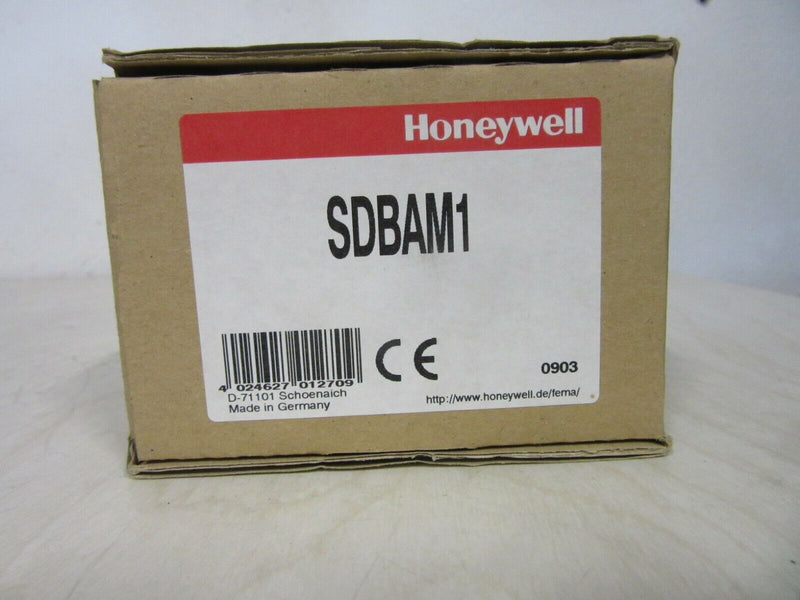 Honeywell
SDBAM1
CE
0903
4 024627 012709
D-71101 Schoenaich
Made in Germany
http://www.honeywell.de/fema/